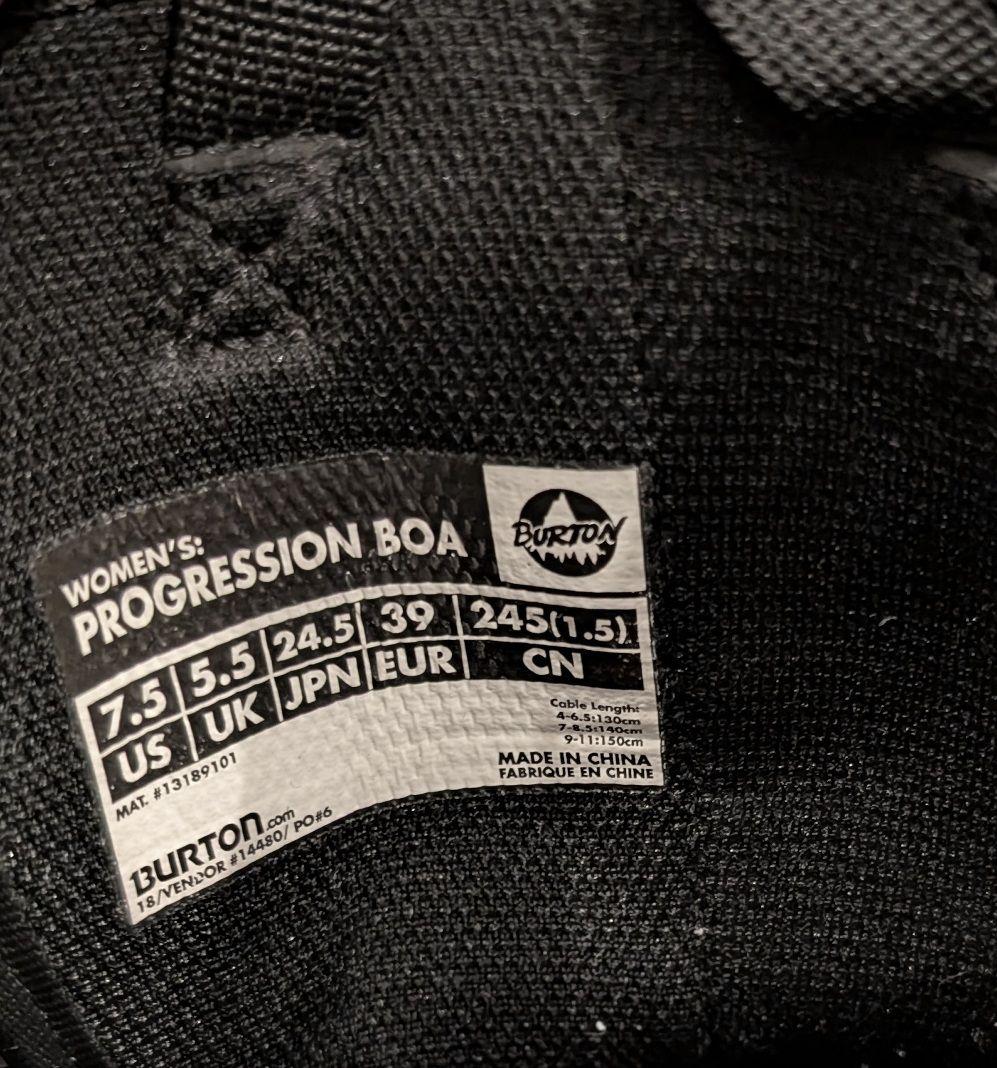 WOMEN'S:
PROGRESSION BOA
BURTON
7.5 5.5 24.5 39 245(1.5)
US UK JPN EUR CN
Cable Length:
4-6.5:130cm
7-8.5:140cm
9-11:150cm
MAT. #13189101
MADE IN CHINA
FABRIQUE EN CHINE
BURTON.com
18/VENDOR #14480/ PO#6